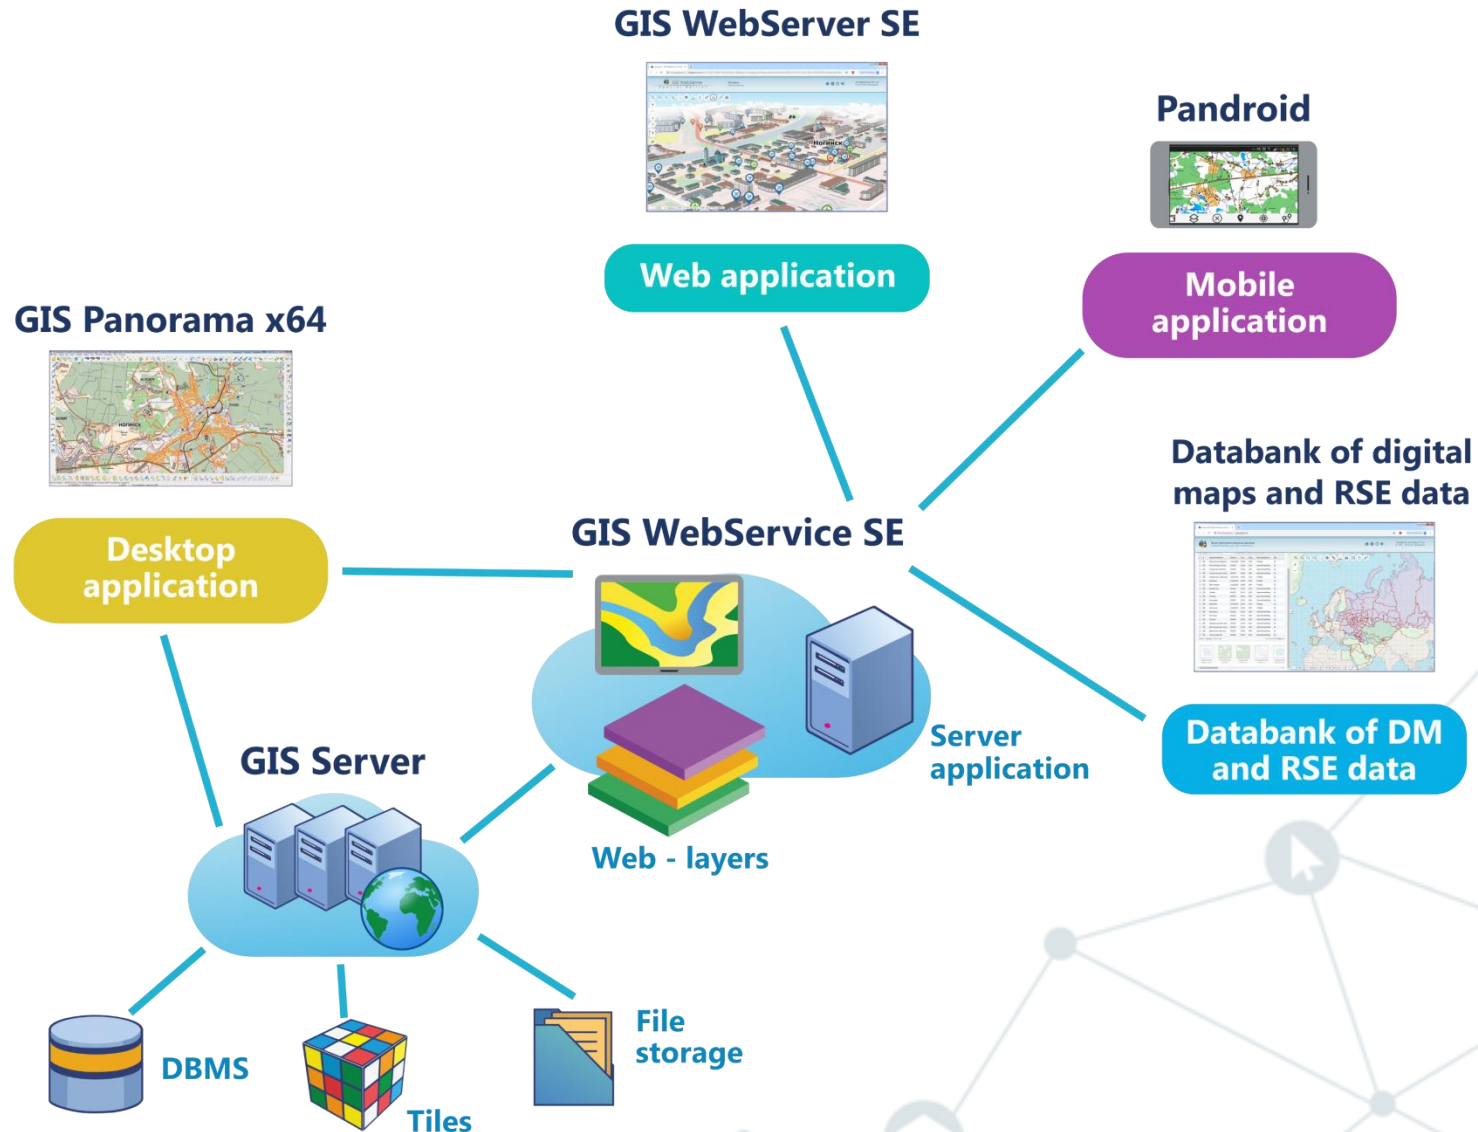 GIS WebServer SE
Pandroid
Web application
Mobile
application
GIS Panorama x64
НОГИНСК
Ногинск
Databank of digital
maps and RSE data
Desktop
application
GIS WebService SE
Databank of DM
and RSE data
Server
application
GIS Server
Web - layers
DBMS
Tiles
File
storage